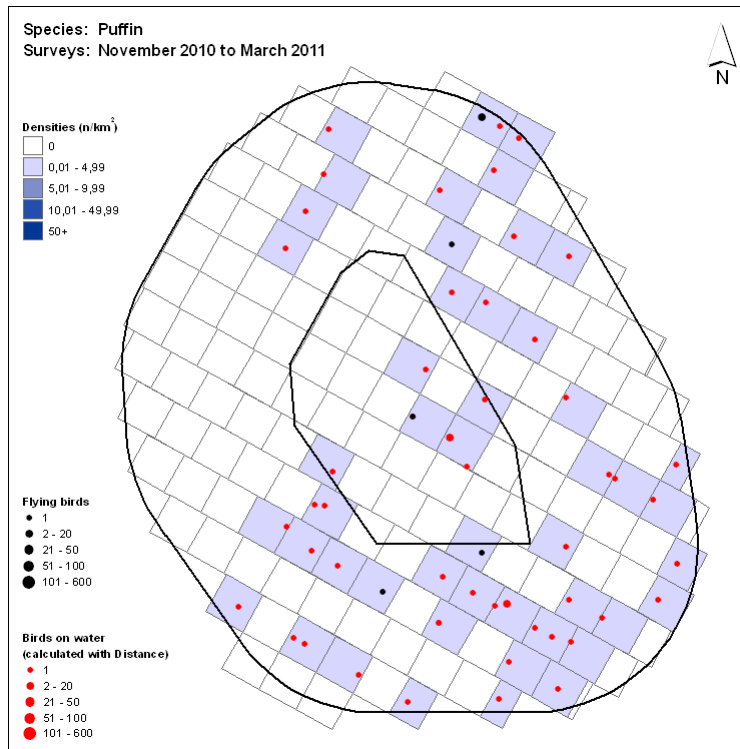 Species: Puffin
Surveys: November 2010 to March 2011
N
Densities (n/km²)
0
0,01 - 4,99
5,01 - 9,99
10,01 - 49,99
50+
Flying birds
1
2 - 20
21 - 50
51 - 100
101 - 600
Birds on water
(calculated with Distance)
1
2 - 20
21 - 50
51 - 100
101 - 600